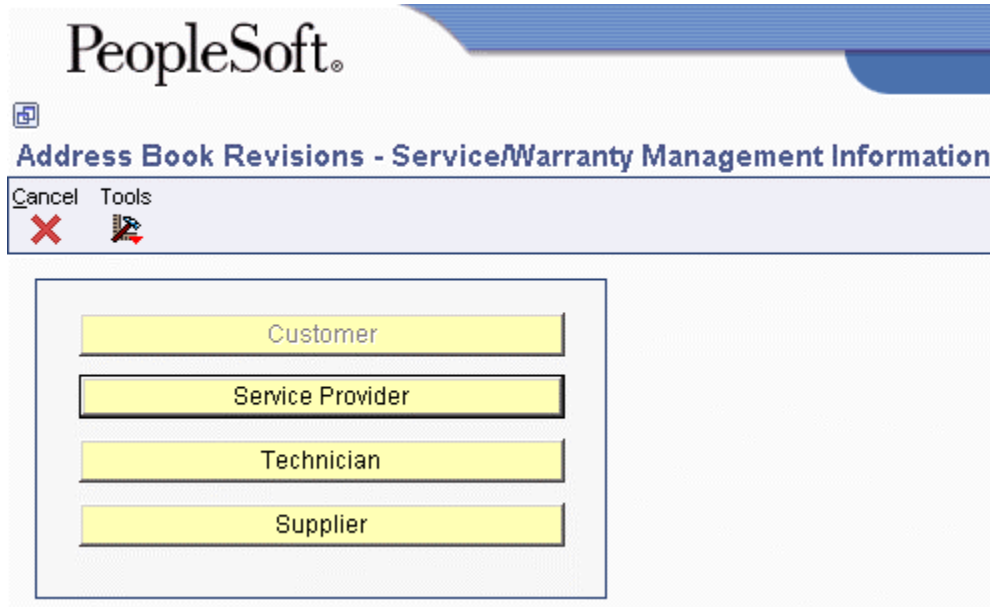 PeopleSoft®
Address Book Revisions - Service/Warranty Management Information
Cancel Tools
Customer
Service Provider
Technician
Supplier